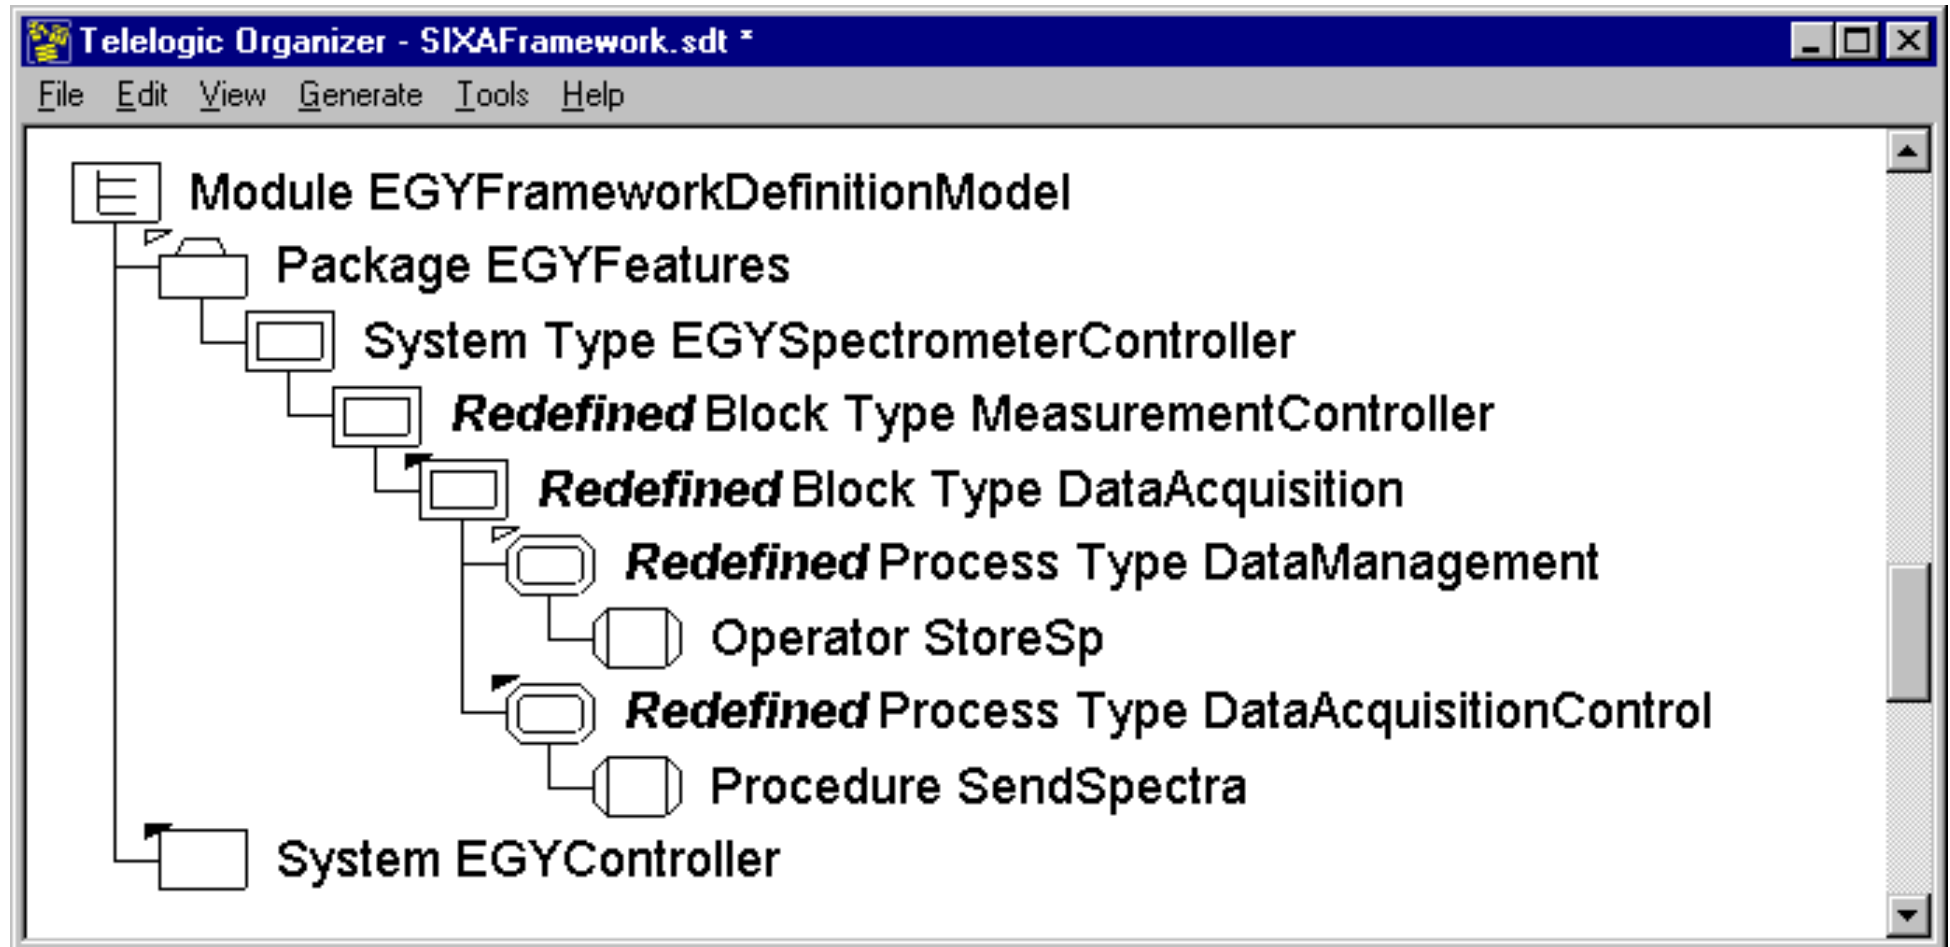 Telelogic Organizer - SIXAFramework.sdt *
File Edit View Generate Tools Help
Module EGYFrameworkDefinitionModel
Package EGYFeatures
System Type EGYSpectrometerController
Redefined Block Type MeasurementController
Redefined Block Type DataAcquisition
Redefined Process Type DataManagement
Operator StoreSp
Redefined Process Type DataAcquisitionControl
Procedure SendSpectra
System EGYController